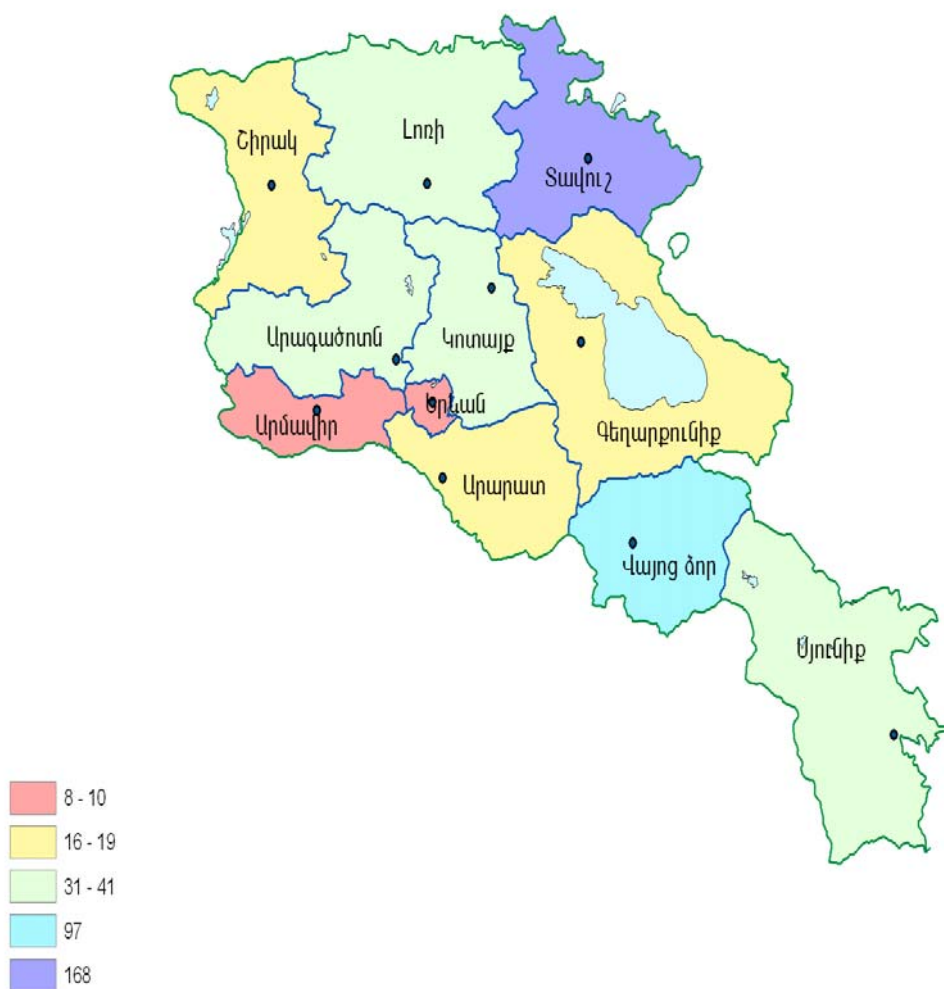 Շիրակ
Լոռի
Տավուշ
Արագածոտն
Կոտայք
Երևան
Արմավիր
Գեղարքունիք
Արարատ
Վայոց ձոր
Սյունիք
8 - 10
16 - 19
31 - 41
97
168